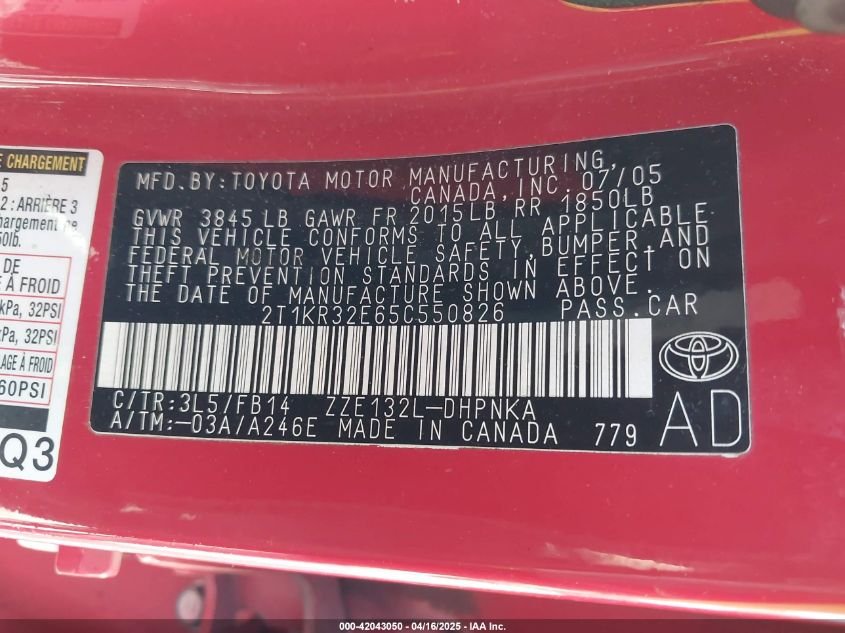 E CHARGEMENT
5
2 : ARRIÈRE 3
chargement ne
50lb.
DE
E À FROID
kPa, 32PSI
kPa, 32PSI
LAGE À FROID
60PSI
Q3
MFD.BY:TOYOTA MOTOR MANUFACTURING,
CANADA,INC. 07/05
GVWR 3845 LB GAWR FR 2015LB RR 1850LB
THIS VEHICLE CONFORMS TO ALL APPLICABLE
FEDERAL MOTOR VEHICLE SAFETY,BUMPER,AND
THEFT PREVENTION STANDARDS IN EFFECT ON
THE DATE OF MANUFACTURE SHOWN ABOVE.
2T1KR32E65C550826 PASS.CAR
C/TR:3L5/FB14 ZZE132L-DHPNKA
A/TM:-03A/A246E MADE IN CANADA 779
AD
000-42043050 - 04/16/2025 - IAA Inc.